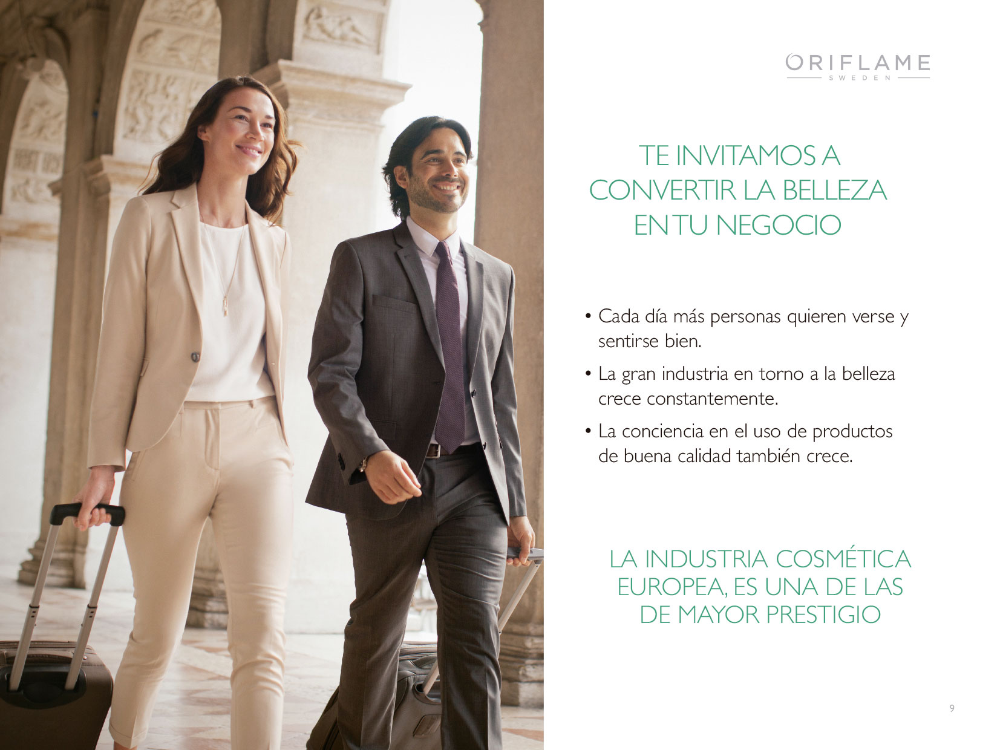 ORIFLAME
SWEDEN
TE INVITAMOS A
CONVERTIR LA BELLEZA
EN TU NEGOCIO
• Cada día más personas quieren verse y
sentirse bien.
• La gran industria en torno a la belleza
crece constantemente.
• La conciencia en el uso de productos
de buena calidad también crece.
LA INDUSTRIA COSMÉTICA
EUROPEA, ES UNA DE LAS
DE MAYOR PRESTIGIO
9